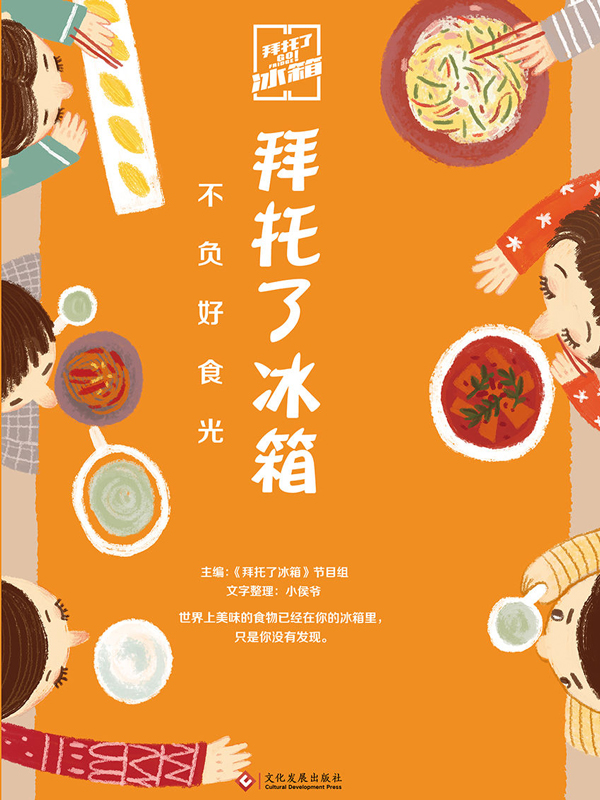 拜托了
GO!
FRIDGE
冰箱
拜托了冰箱
不负好食光
主编:《拜托了冰箱》节目组
文字整理:小侯爷
世界上美味的食物已经在你的冰箱里,
只是你没有发现。
文化发展出版社
Cultural Development Press